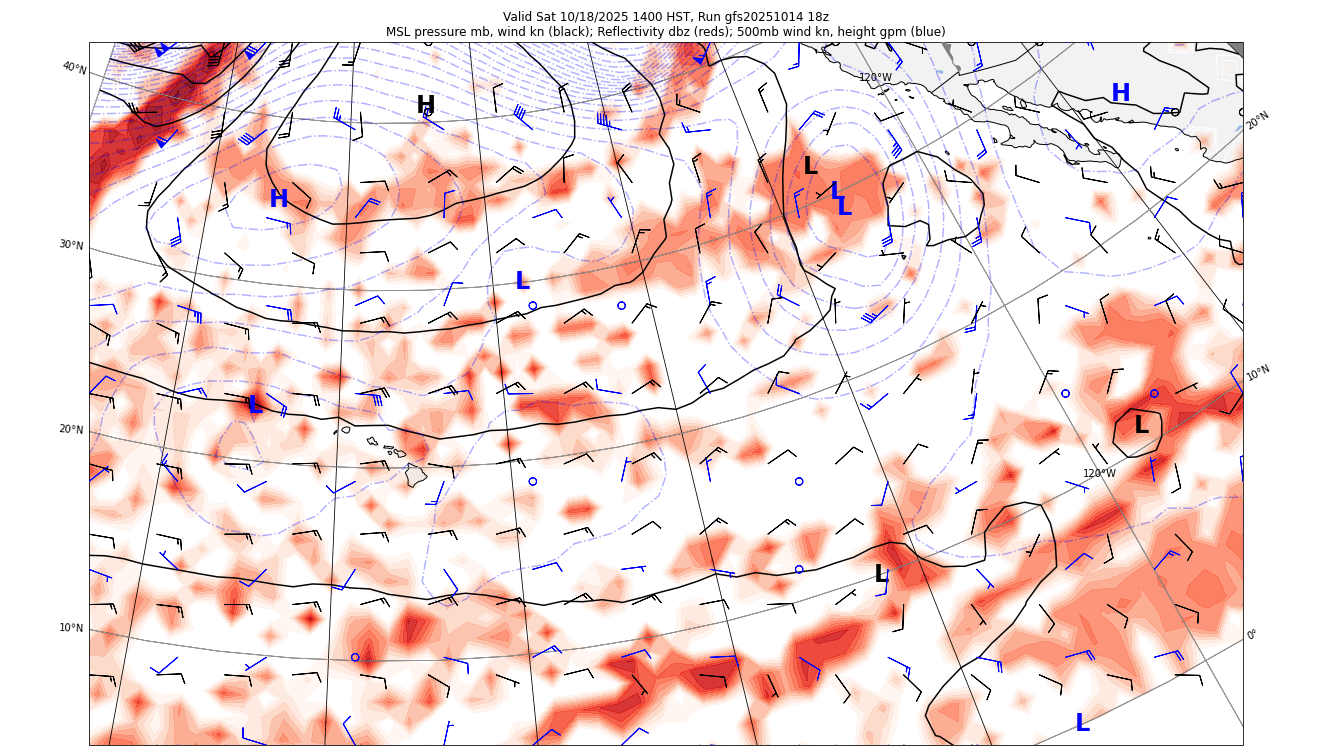 Valid Sat 10/18/2025 1400 HST, Run gfs20251014 18z
MSL pressure mb, wind kn (black); Reflectivity dbz (reds); 500mb wind kn, height gpm (blue)
40°N
120°W
H
H
20°N
L
H
L
L
30°N
L
10°N
L
L
20°N
120°W
L
10°N
0°
L